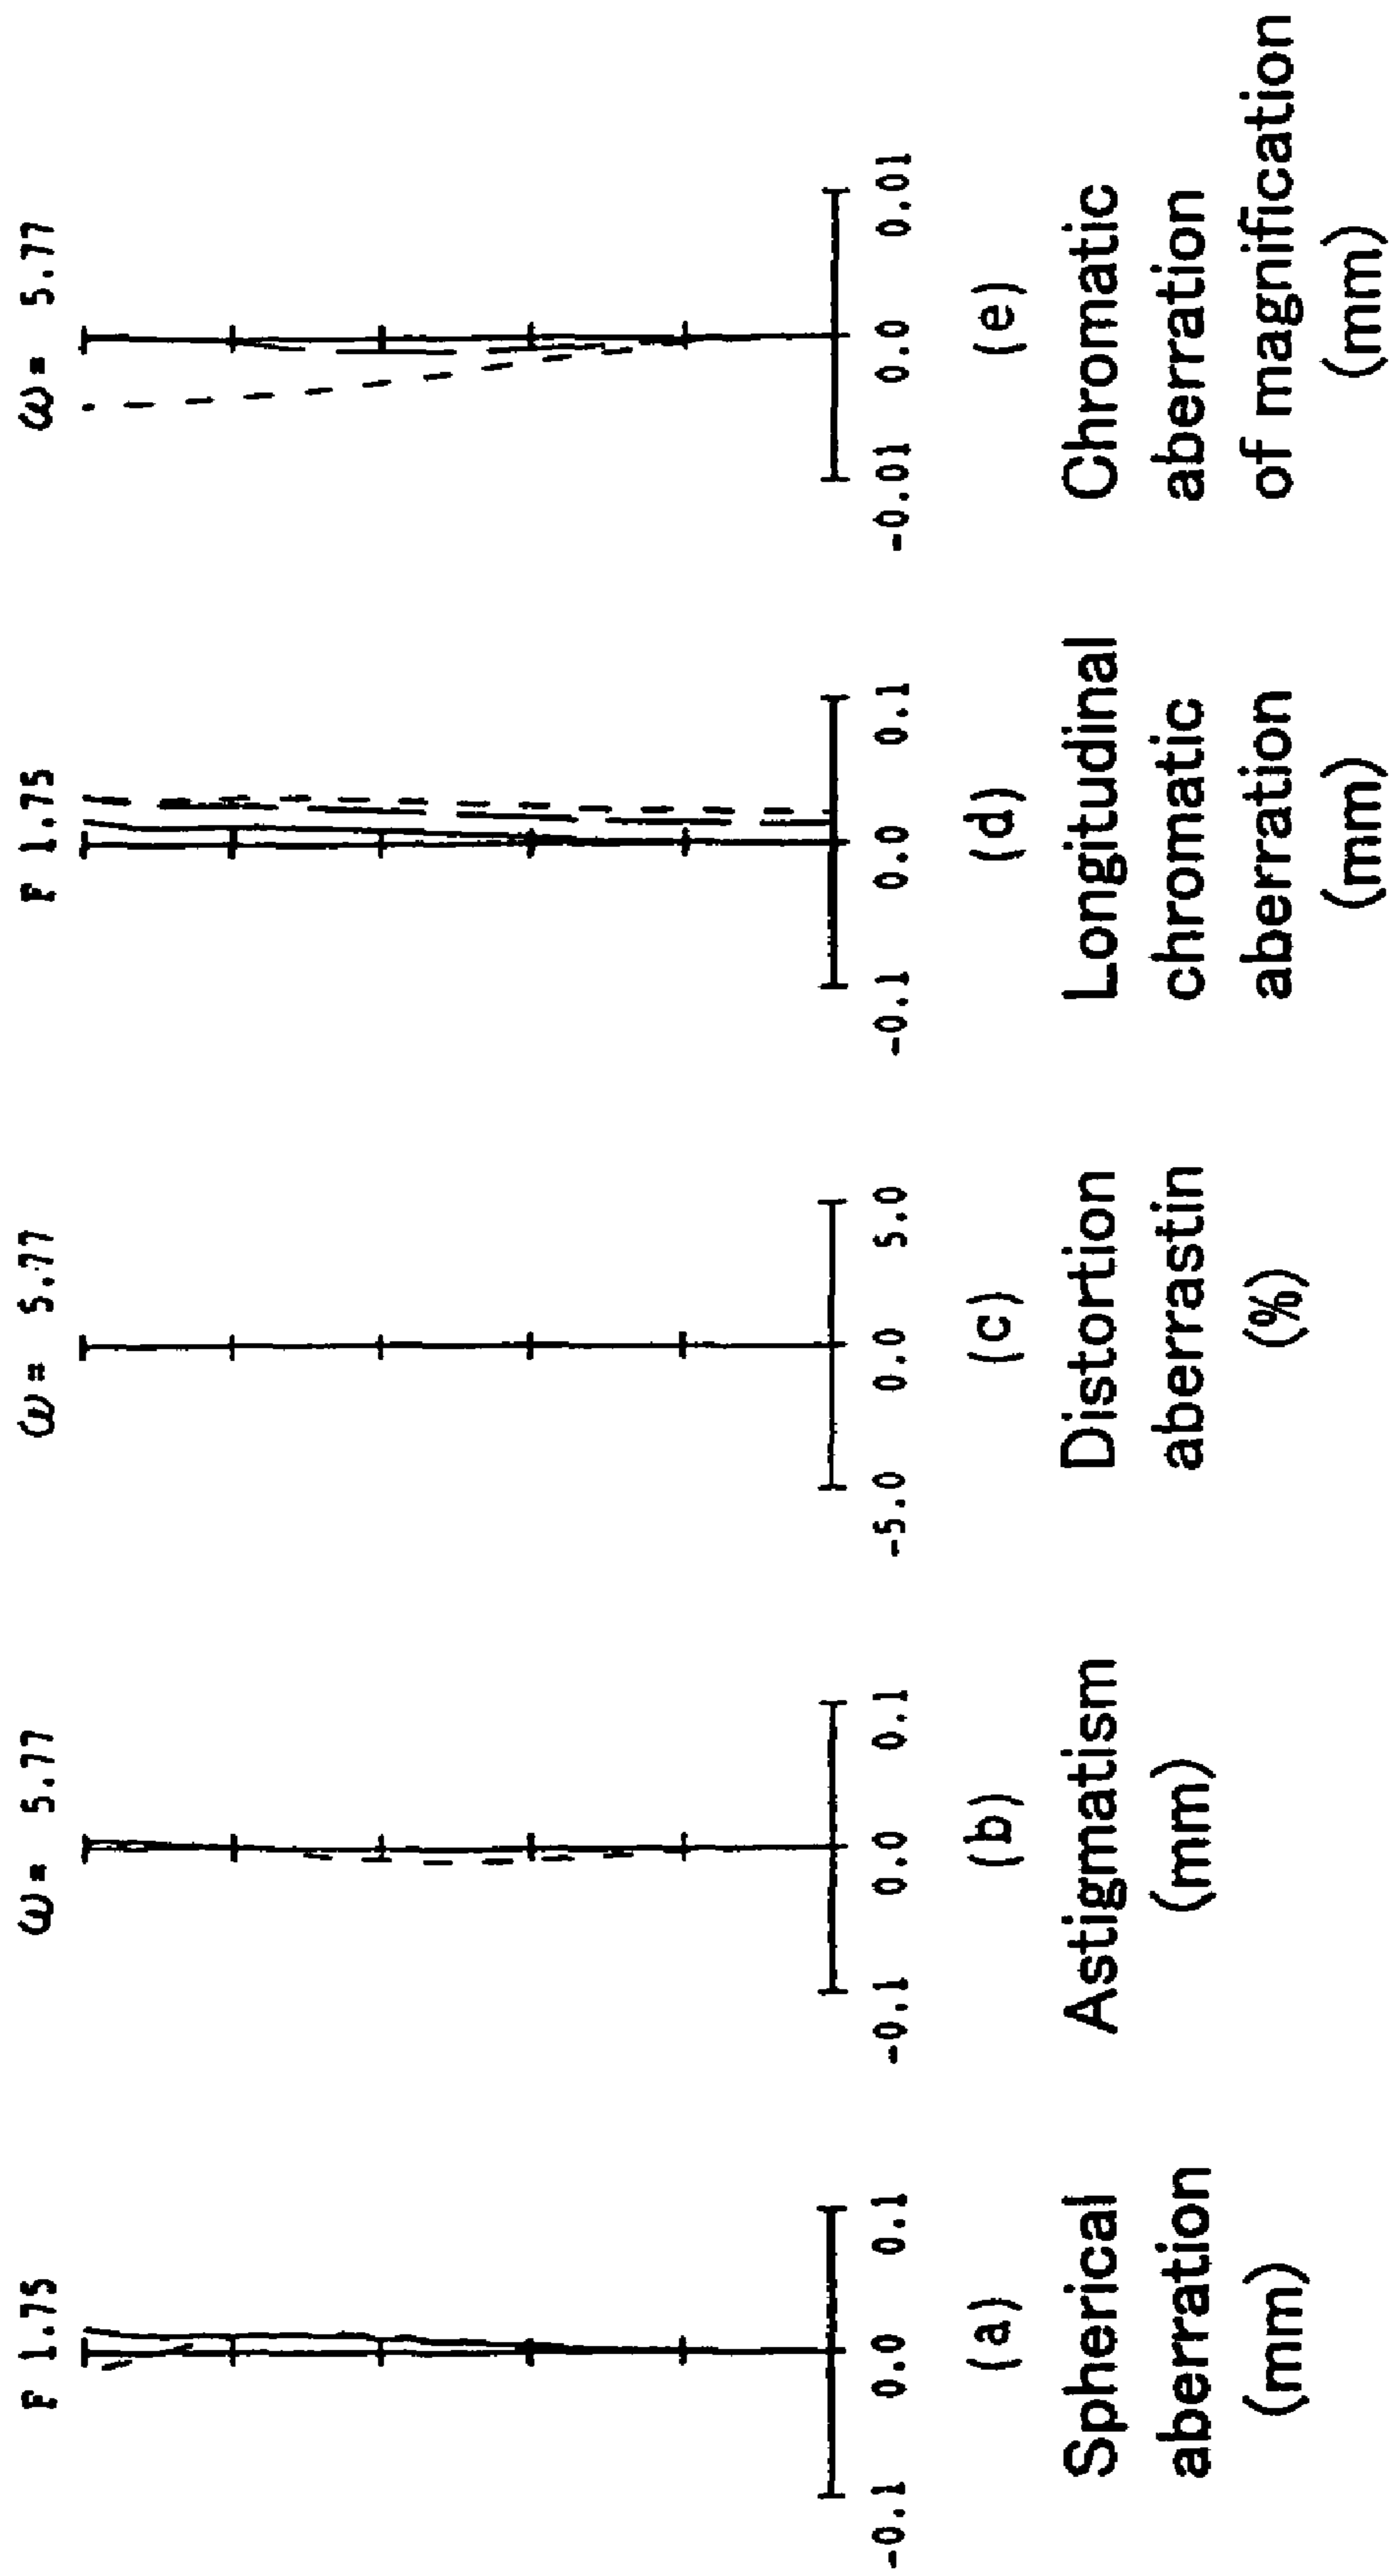 F 1.75
-0.1 0.0 0.1
(a)
Spherical
aberration
(mm)
ω= 5.77
-0.1 0.0 0.1
(b)
Astigmatism
(mm)
ω= 5.77
-5.0 0.0 5.0
(c)
Distortion
aberrastin
(%)
F 1.75
-0.1 0.0 0.1
(d)
Longitudinal
chromatic
aberration
(mm)
ω= 5.77
-0.01 0.0 0.01
(e)
Chromatic
aberration
of magnification
(mm)